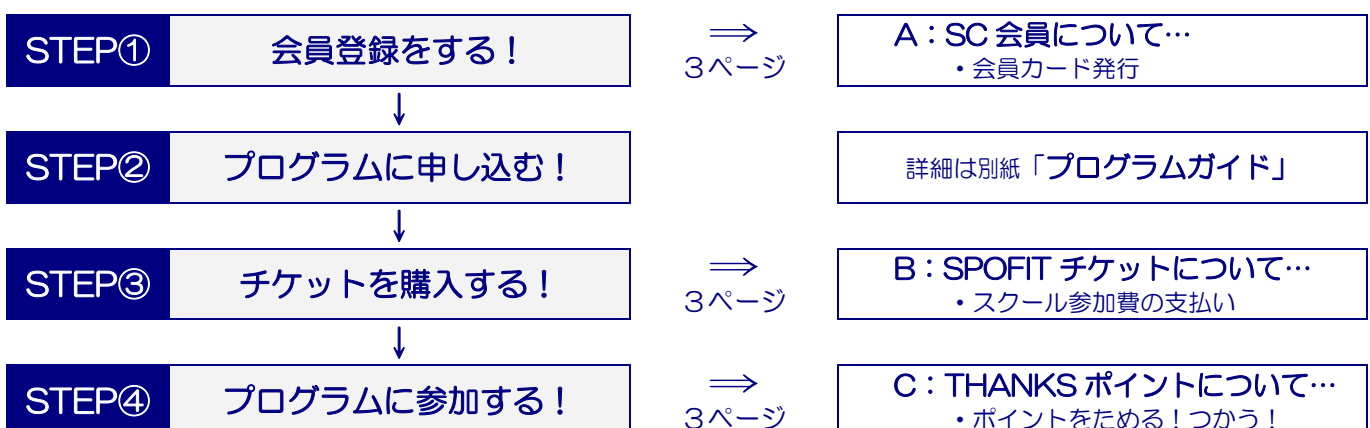 STEP① 会員登録をする！ ⇒ A：SC 会員について…
3ページ ・会員カード発行
↓
STEP② プログラムに申し込む！ 詳細は別紙「プログラムガイド」
↓
STEP③ チケットを購入する！ ⇒ B：SPOFIT チケットについて…
3ページ ・スクール参加費の支払い
↓
STEP④ プログラムに参加する！ ⇒ C：THANKS ポイントについて…
3ページ ・ポイントをためる！つかう！